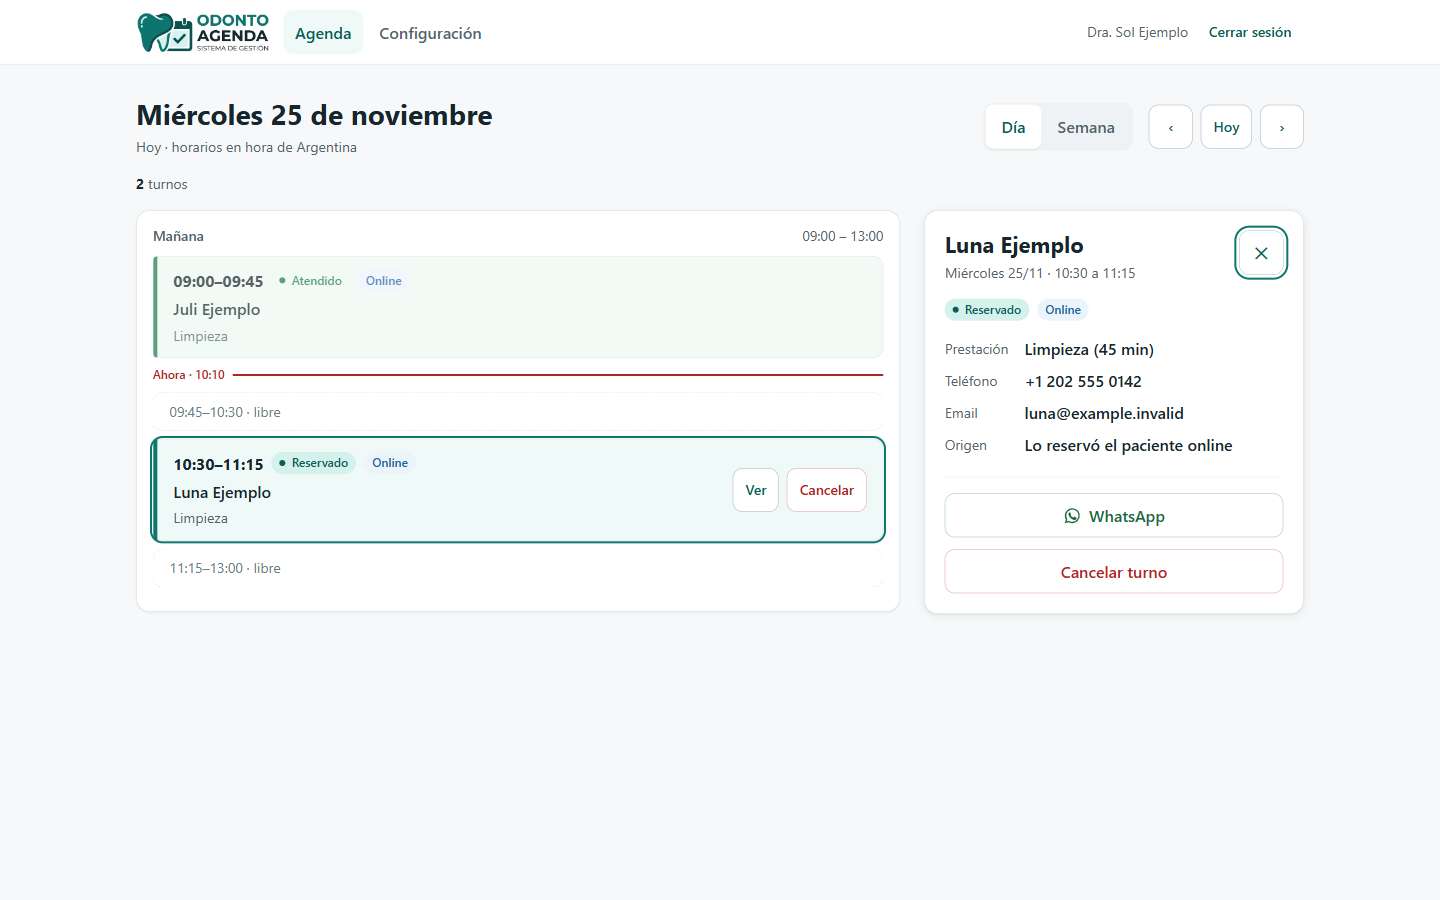 ODONTO
AGENDA
SISTEMA DE GESTIÓN
Agenda
Configuración
Dra. Sol Ejemplo
Cerrar sesión
Miércoles 25 de noviembre
Hoy · horarios en hora de Argentina
Día
Semana
‹
Hoy
›
2 turnos
Mañana
09:00 – 13:00
09:00–09:45
Atendido
Online
Juli Ejemplo
Limpieza
Ahora · 10:10
09:45–10:30 · libre
10:30–11:15
Reservado
Online
Luna Ejemplo
Limpieza
Ver
Cancelar
11:15–13:00 · libre
Luna Ejemplo
Miércoles 25/11 · 10:30 a 11:15
Reservado
Online
Prestación Limpieza (45 min)
Teléfono +1 202 555 0142
Email luna@example.invalid
Origen Lo reservó el paciente online
WhatsApp
Cancelar turno